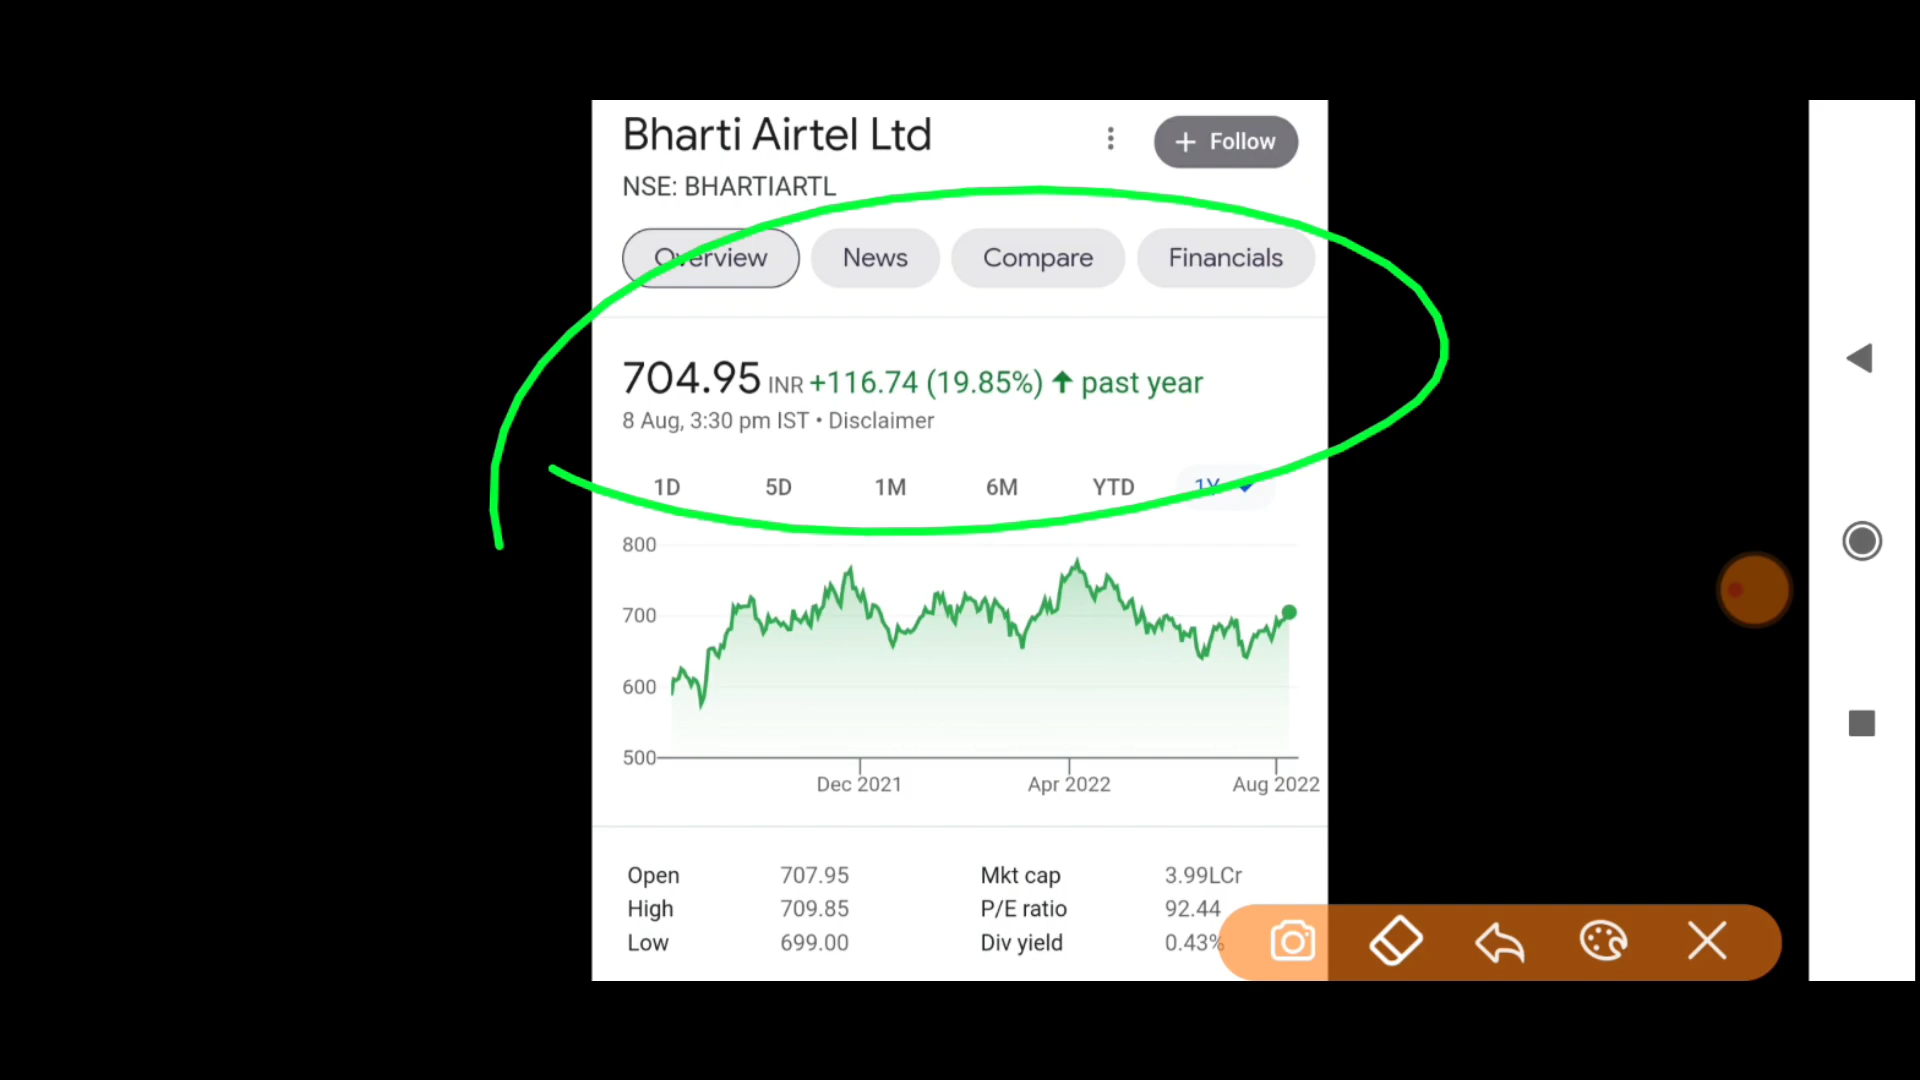 Bharti Airtel Ltd
+ Follow
NSE: BHARTIARTL
Overview News Compare Financials
704.95 INR +116.74 (19.85%) ↑ past year
8 Aug, 3:30 pm IST • Disclaimer
1D 5D 1M 6M YTD 1Y
800
700
600
500
Dec 2021 Apr 2022 Aug 2022
Open 707.95 Mkt cap 3.99LCr
High 709.85 P/E ratio 92.44
Low 699.00 Div yield 0.43%